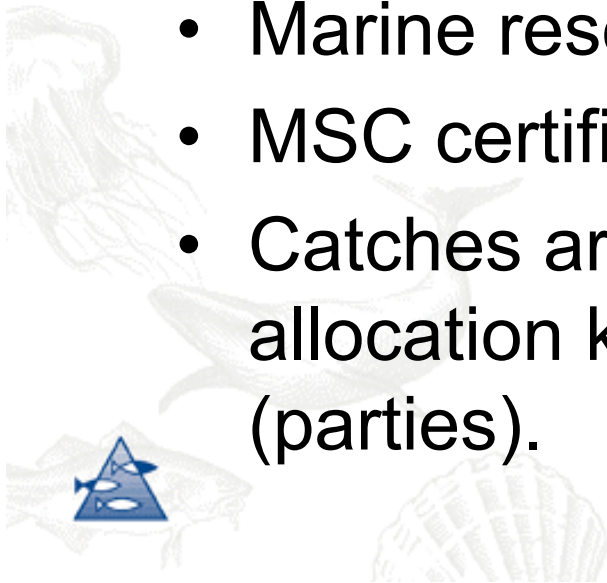 • Marine res
• MSC certifi
• Catches ar
allocation k
(parties).